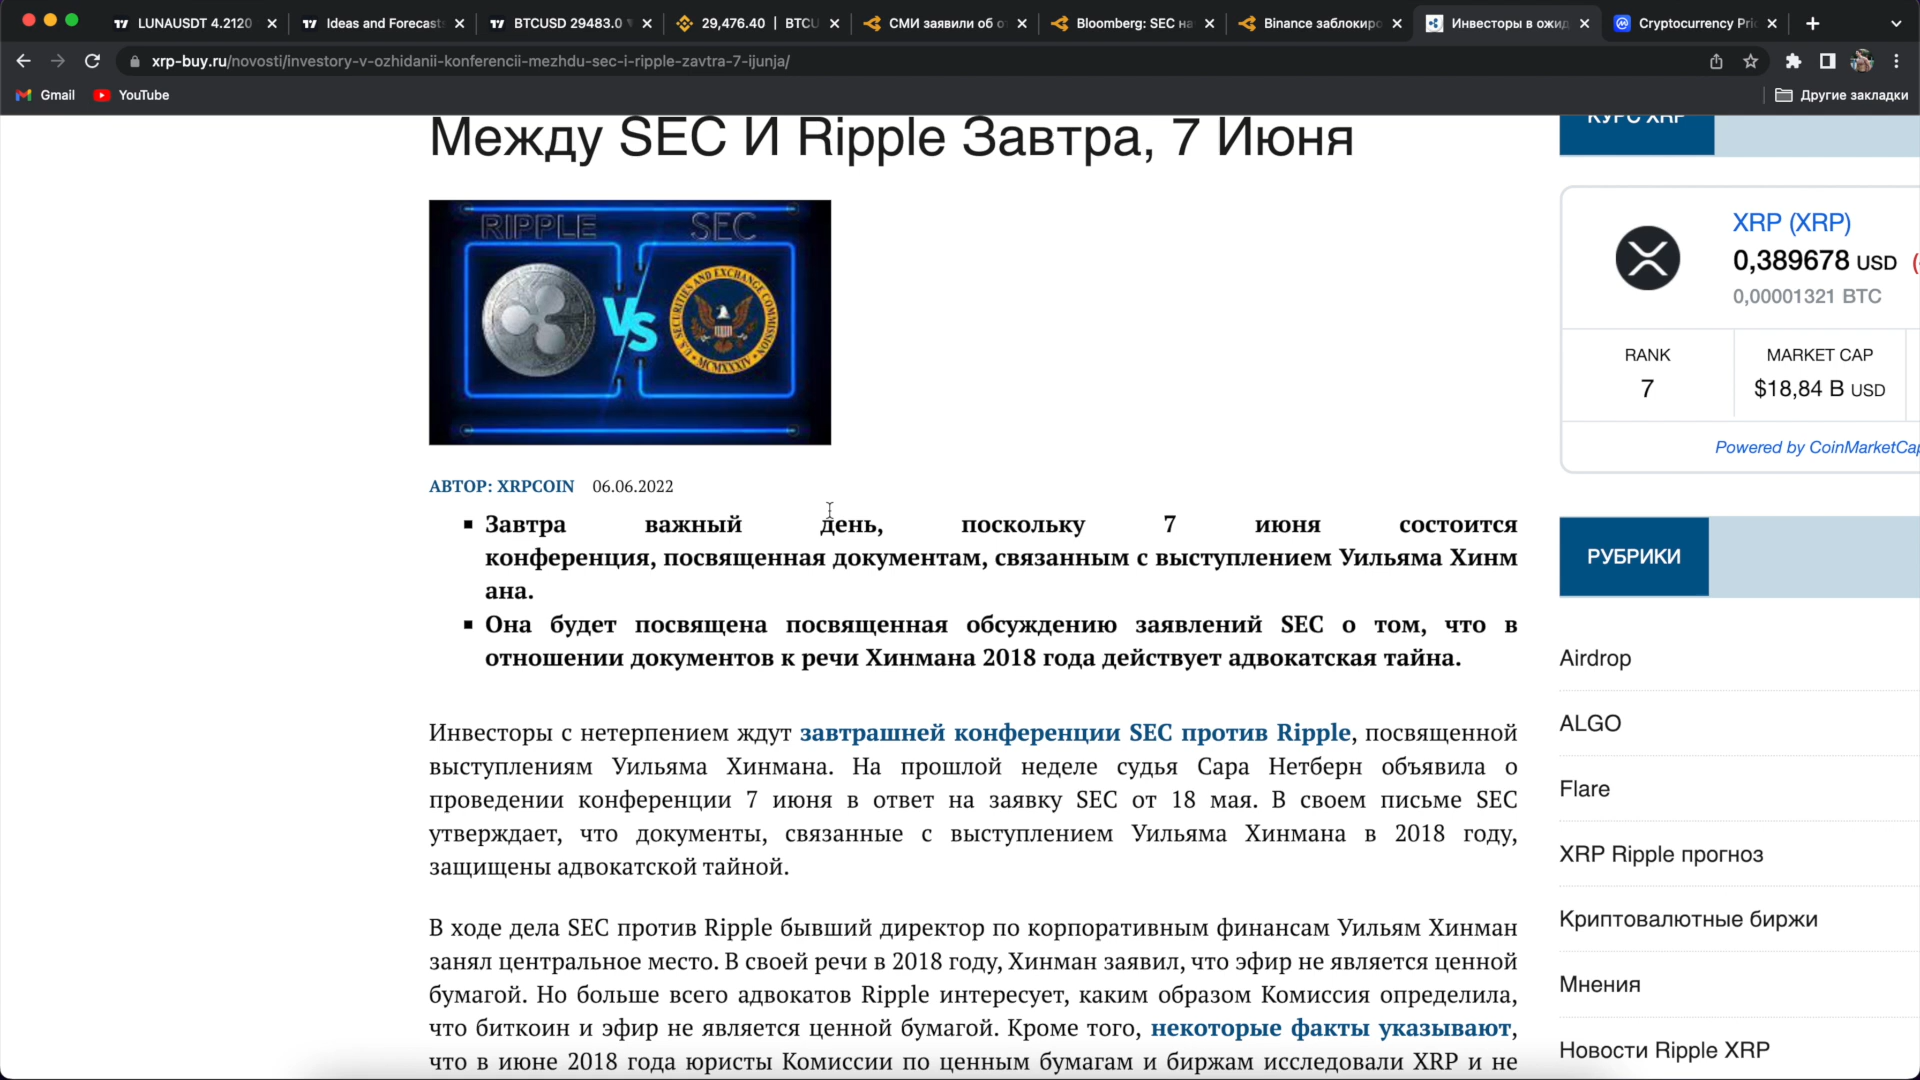 LUNAUSDT 4.2120
Ideas and Forecast
BTCUSD 29483.0
29,476.40 | BTCU
СМИ заявили об о
Bloomberg: SEC на
Binance заблокиро
Инвесторы в ожид
Cryptocurrency Pri
xrp-buy.ru/novosti/investory-v-ozhidanii-konferencii-mezhdu-sec-i-ripple-zavtra-7-ijunja/
Gmail
YouTube
Другие закладки
Между SEC И Ripple Завтра, 7 Июня
RIPPLE
SEC
VS
U.S. SECURITIES AND EXCHANGE COMMISSION
MCMXXXIV
АВТОР: XRPCOIN 06.06.2022
Завтра важный день, поскольку 7 июня состоится
конференция, посвященная документам, связанным с выступлением Уильяма Хинм
ана.
Она будет посвящена посвященная обсуждению заявлений SEC о том, что в
отношении документов к речи Хинмана 2018 года действует адвокатская тайна.
Инвесторы с нетерпением ждут завтрашней конференции SEC против Ripple, посвященной
выступлениям Уильяма Хинмана. На прошлой неделе судья Сара Нетберн объявила о
проведении конференции 7 июня в ответ на заявку SEC от 18 мая. В своем письме SEC
утверждает, что документы, связанные с выступлением Уильяма Хинмана в 2018 году,
защищены адвокатской тайной.
В ходе дела SEC против Ripple бывший директор по корпоративным финансам Уильям Хинман
занял центральное место. В своей речи в 2018 году, Хинман заявил, что эфир не является ценной
бумагой. Но больше всего адвокатов Ripple интересует, каким образом Комиссия определила,
что биткоин и эфир не является ценной бумагой. Кроме того, некоторые факты указывают,
что в июне 2018 года юристы Комиссии по ценным бумагам и биржам исследовали XRP и не
КУРС XRP
XRP (XRP)
0,389678 USD
0,00001321 BTC
RANK
7
MARKET CAP
$18,84 B USD
Powered by CoinMarketCap
РУБРИКИ
Airdrop
ALGO
Flare
XRP Ripple прогноз
Криптовалютные биржи
Мнения
Новости Ripple XRP